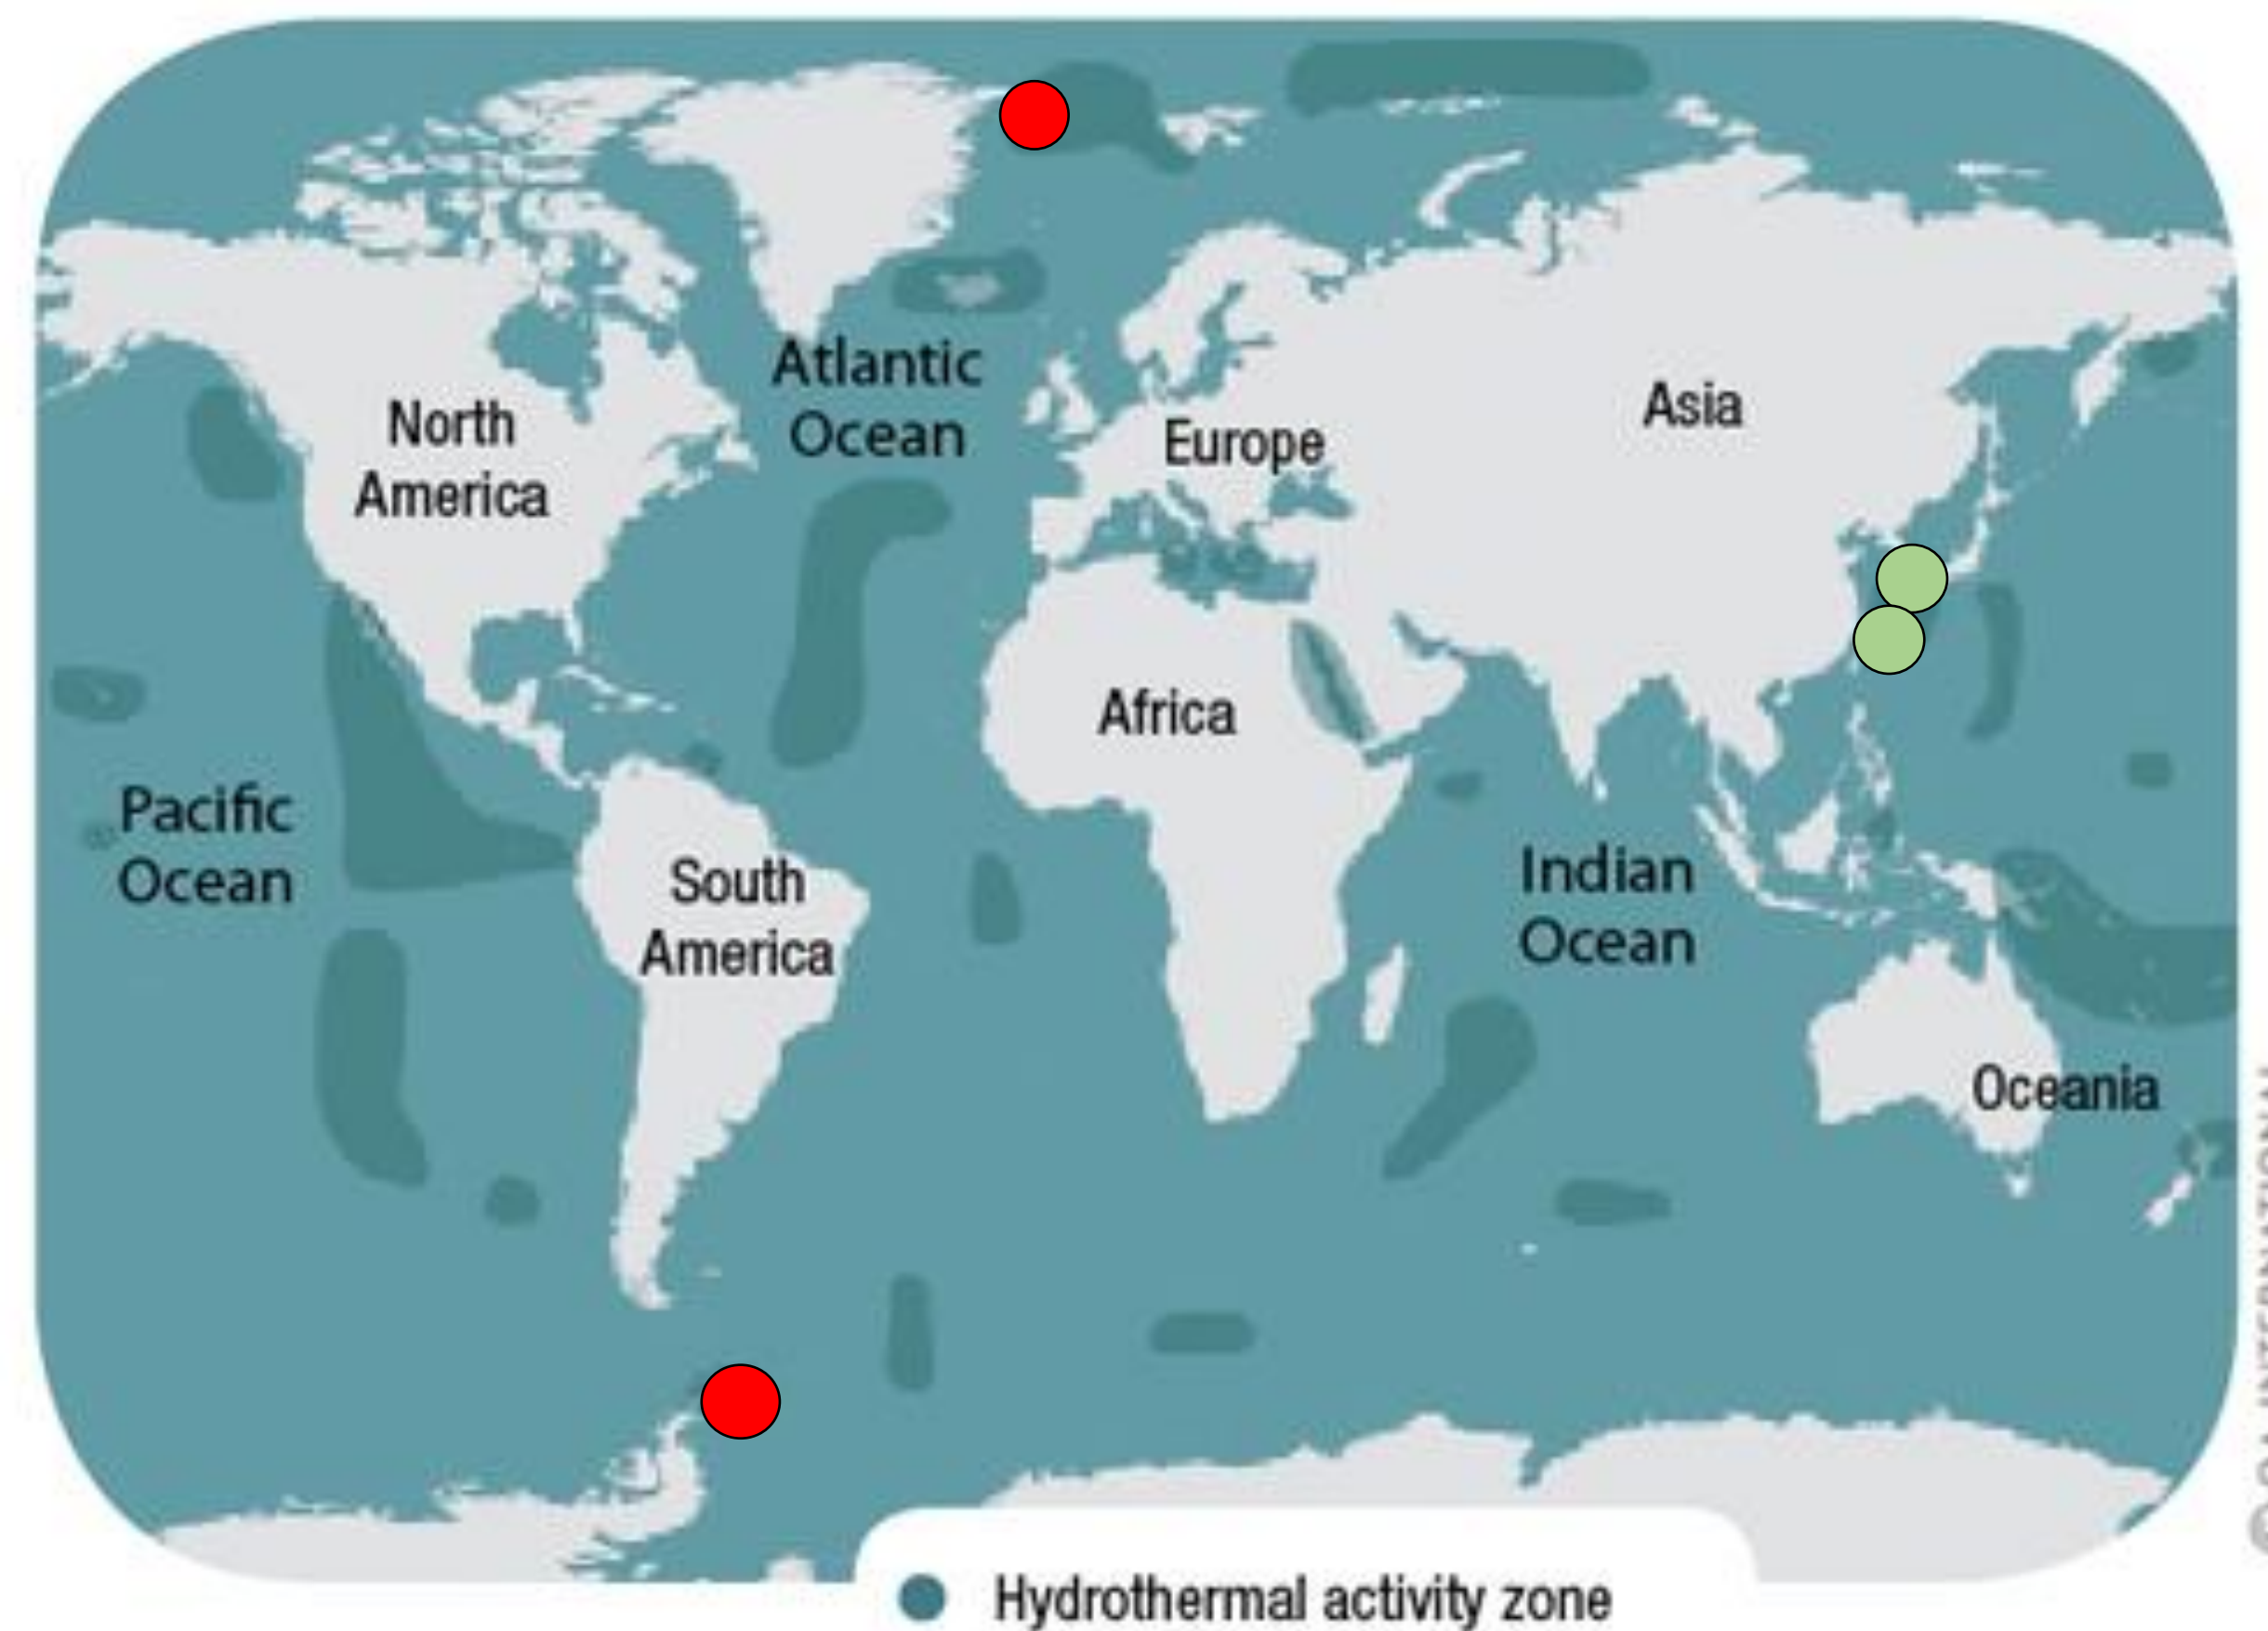 Atlantic
Ocean
North
America
Europe
Asia
Africa
Pacific
Ocean
South
America
Indian
Ocean
Oceania
Hydrothermal activity zone